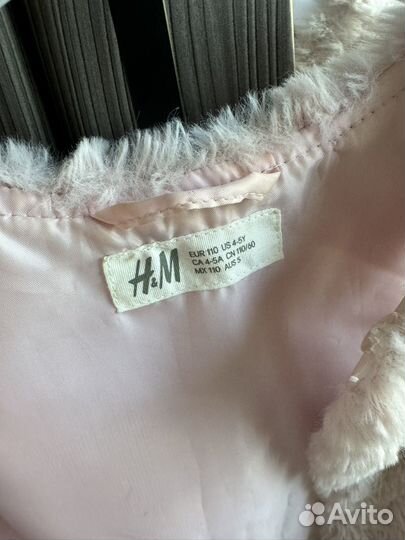 H&M
EUR 110 US 4-5Y
CA 4-5A CN 110/60
MX 110 AUS 5
Avito